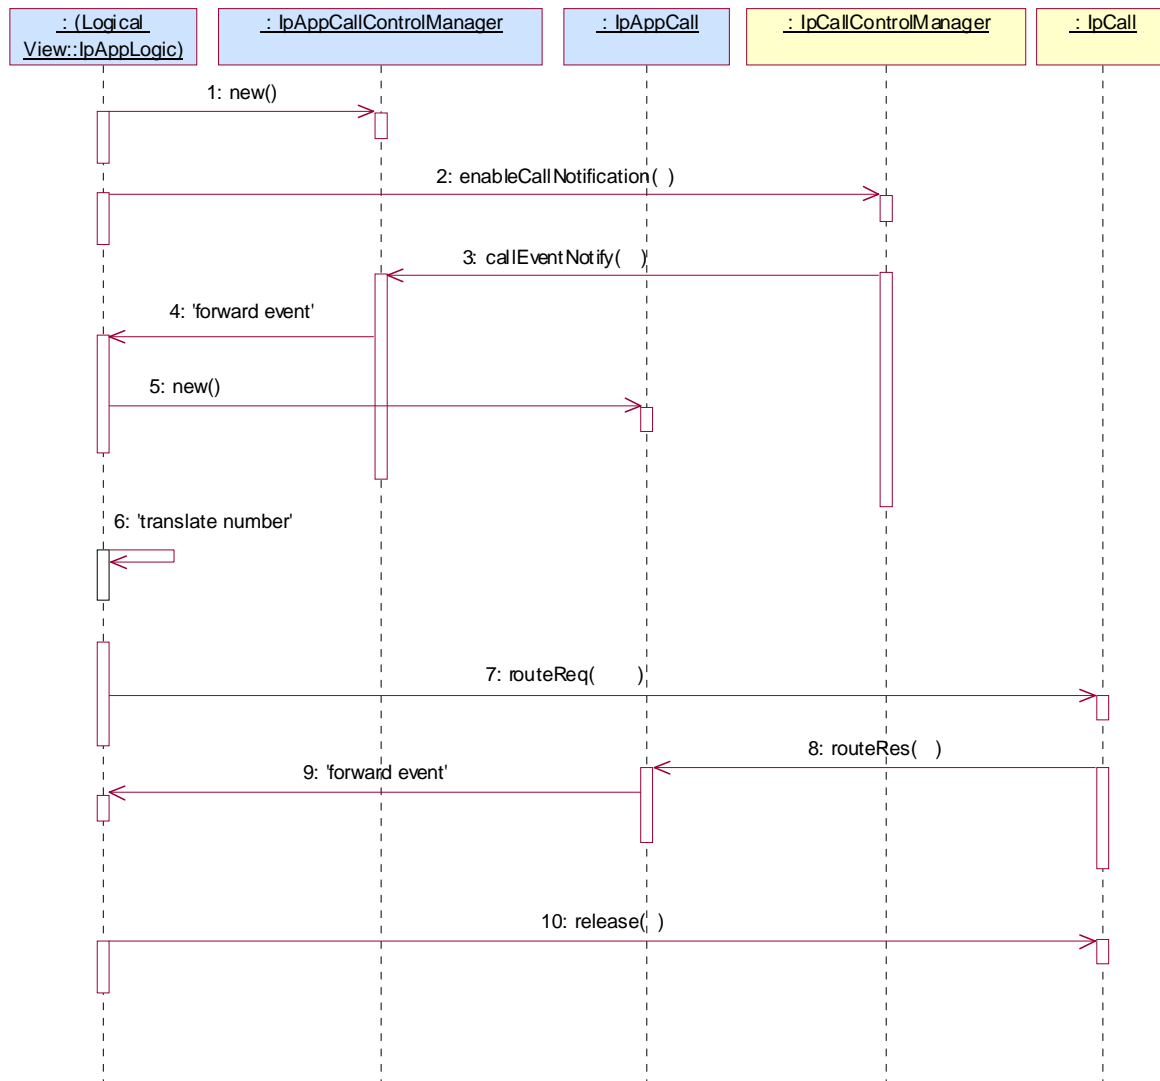 : (Logical
View::IpAppLogic)
: IpAppCallControlManager
: IpAppCall
: IpCallControlManager
: IpCall
1: new()
2: enableCallNotification( )
3: callEventNotify( )
4: 'forward event'
5: new()
6: 'translate number'
7: routeReq( )
8: routeRes( )
9: 'forward event'
10: release( )